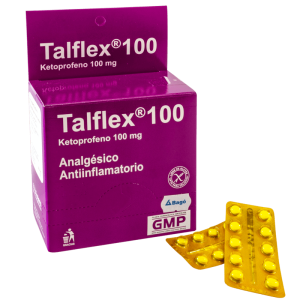 Talflex®100
Ketoprofeno 100 mg
Talflex®100
Ketoprofeno 100 mg
Analgésico
Antiinflamatorio
Bagó
GMP